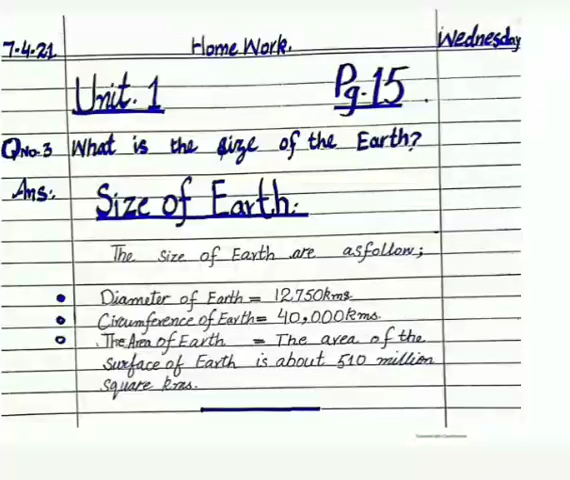 7-4-21 Home Work. Wednesday
Unit. 1 Pg.15
QNo.3 What is the size of the Earth?
Ans:. Size of Earth:
The size of Earth are asfollow;
Diameter of Earth = 12.750kms.
Circumference of Earth= 40,000kms.
The Area of Earth = The area of the
surface of Earth is about 510 million
square kms.